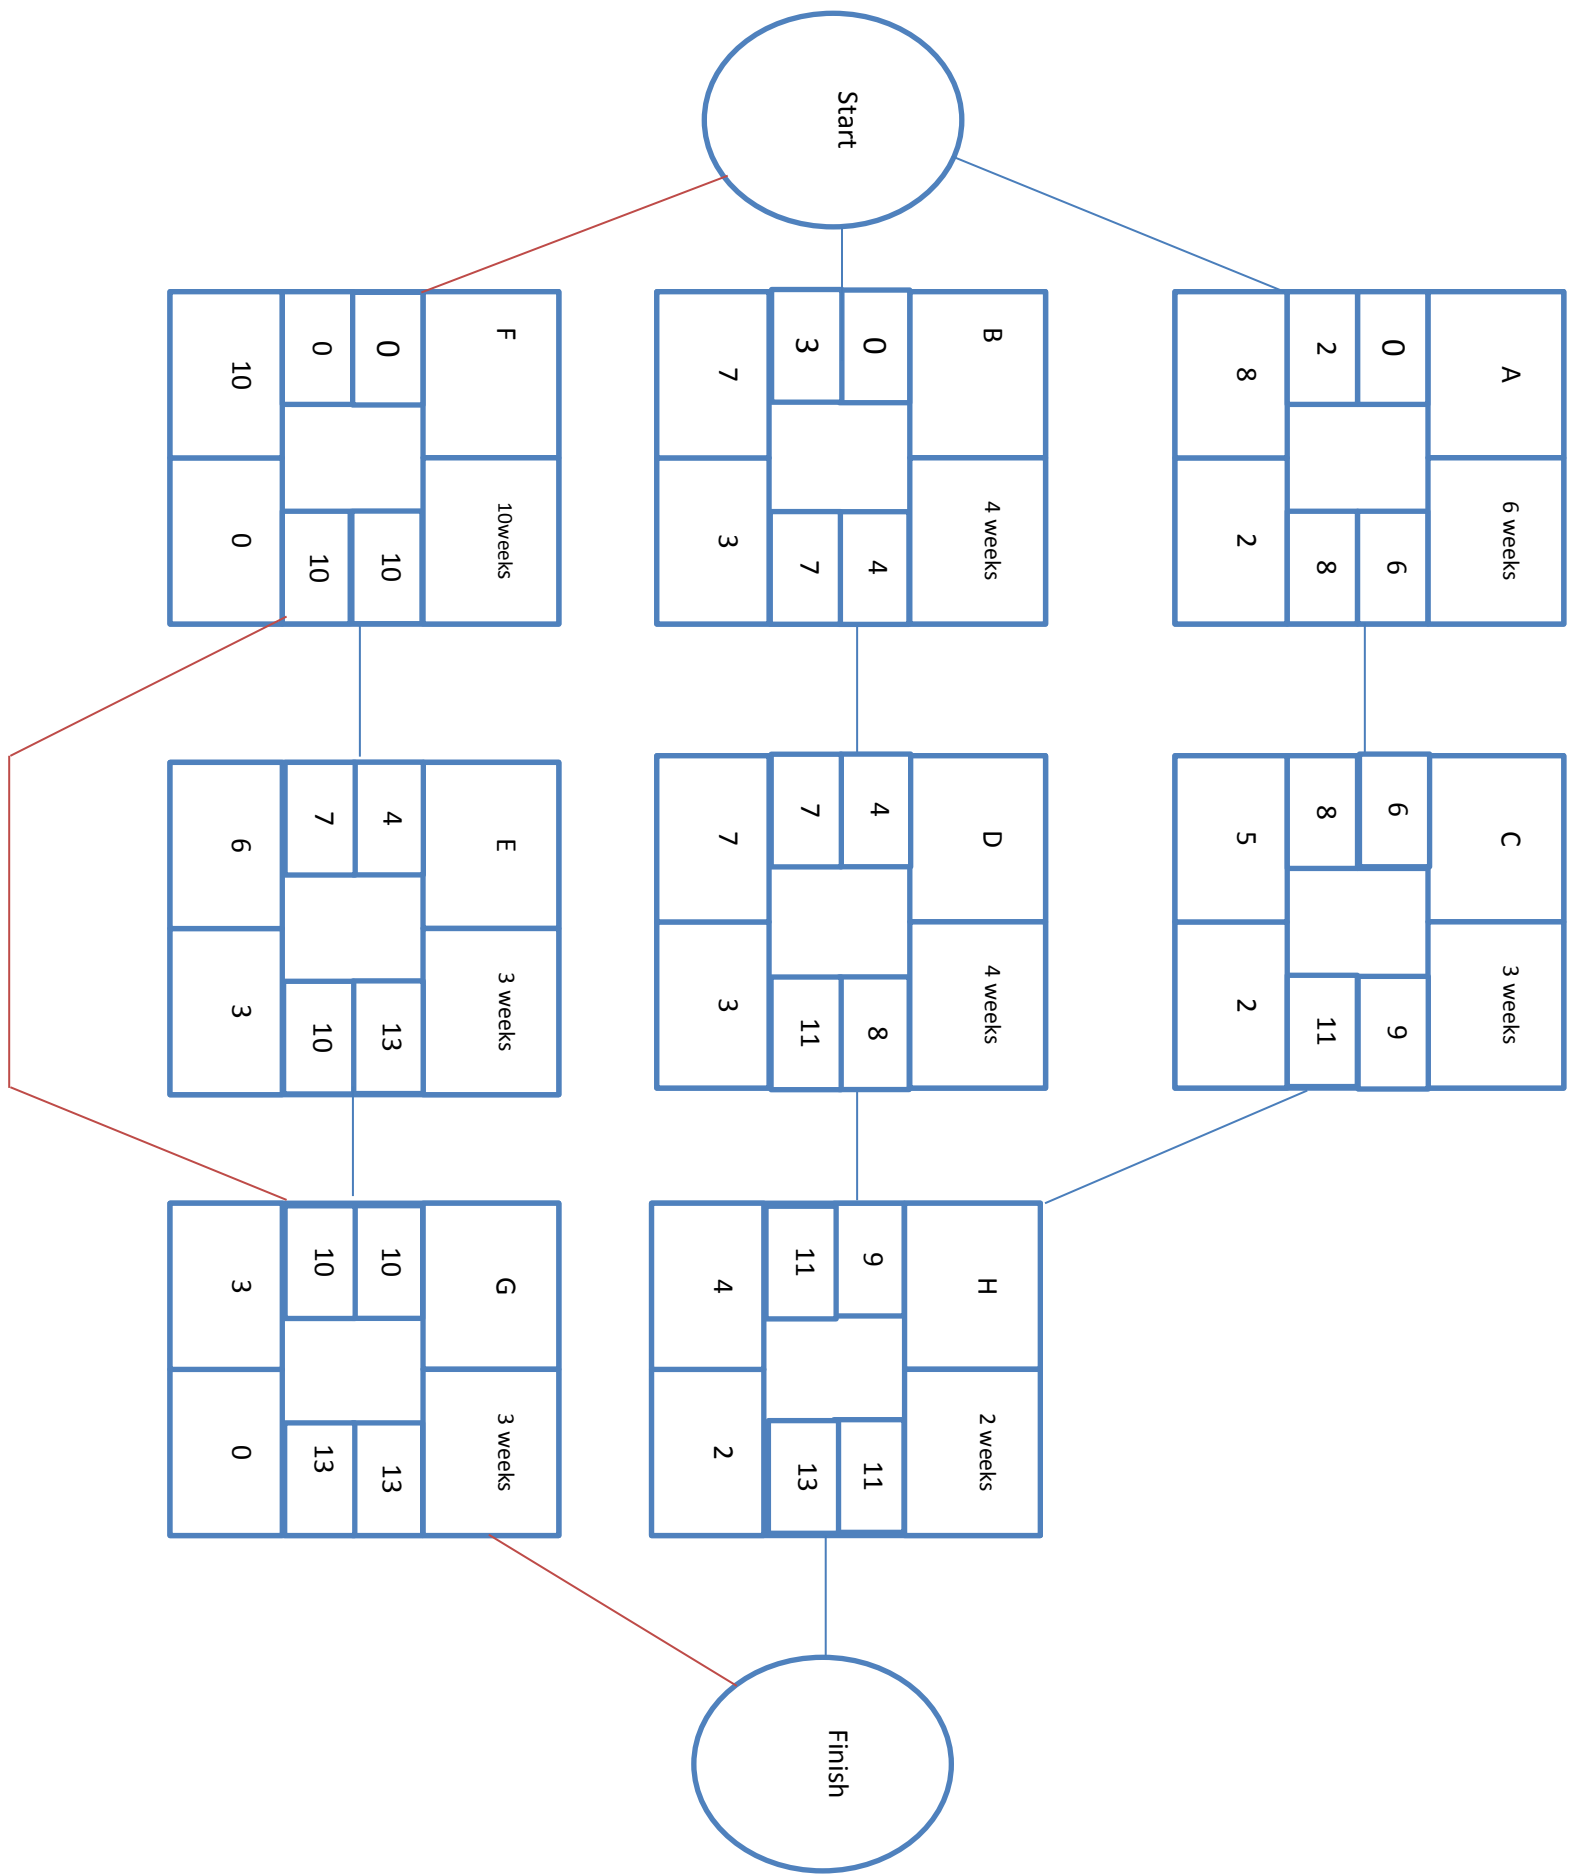 A 6 weeks
0 6
2 8
8 2
C 3 weeks
6 9
8 11
5 2
Start
B 4 weeks
0 4
3 7
7 3
D 4 weeks
4 8
7 11
7 3
H 2 weeks
9 11
11 13
4 2
Finish
F 10weeks
0 10
0 10
10 0
E 3 weeks
4 13
7 10
6 3
G 3 weeks
10 13
10 13
3 0